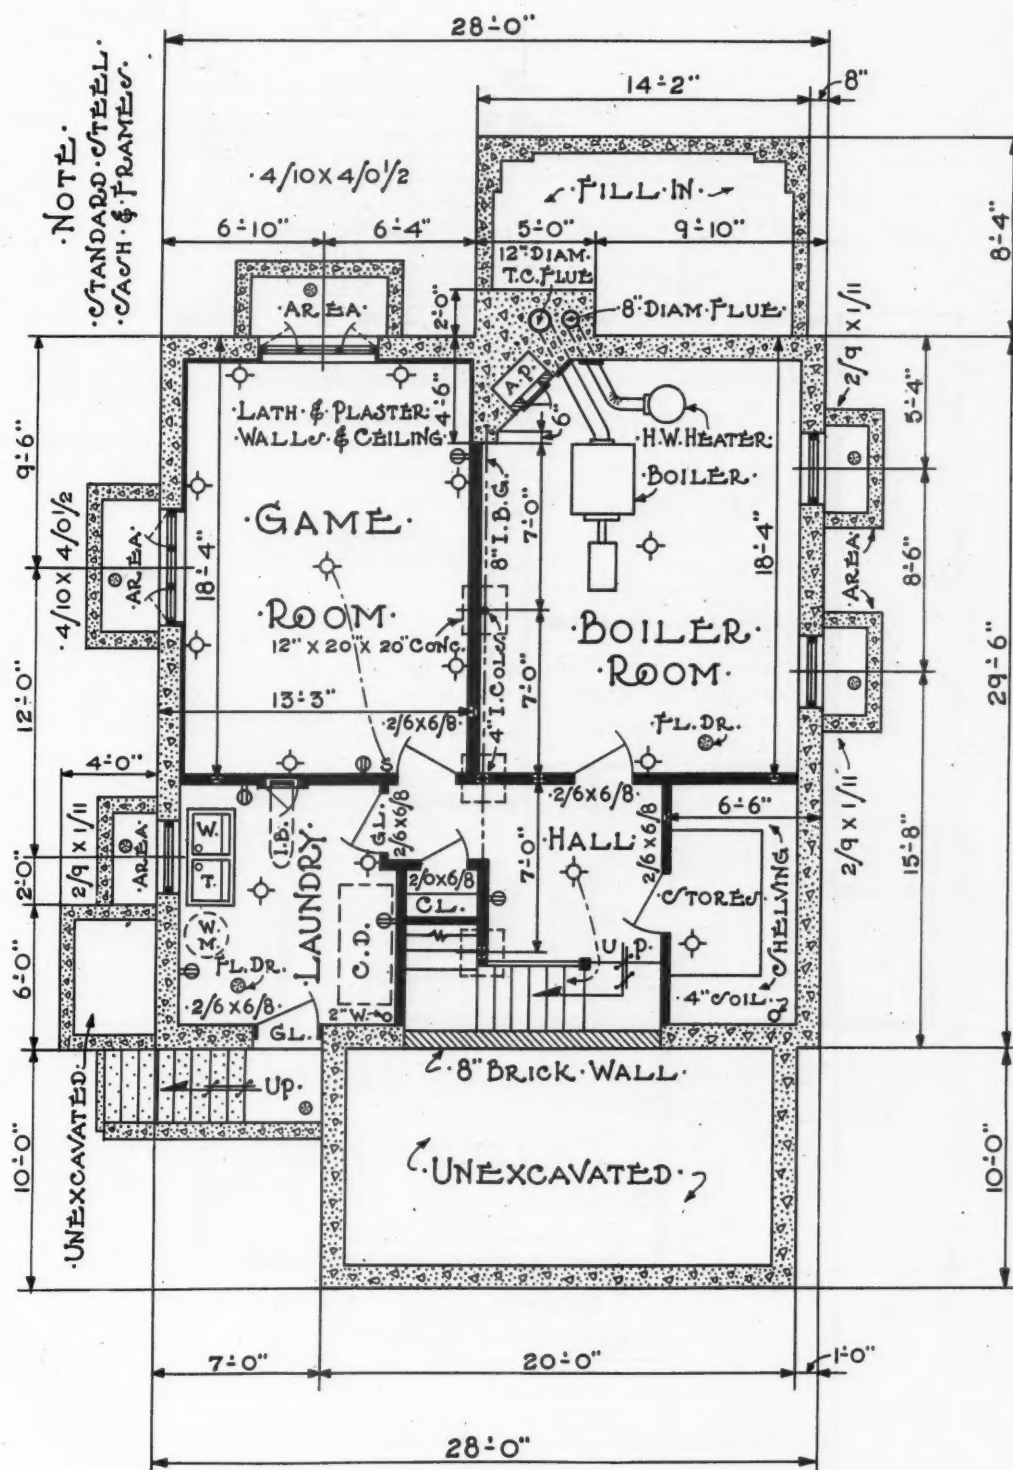 28'-0"
14'-2"
8"
·NOTE·
·STANDARD·STEEL·
·SASH·&·FRAMES·
·4/10 X 4/0 1/2
·FILL·IN·
6'-10"
6'-4"
5'-0"
9'-10"
8'-4"
12" DIAM.
T.C. FLUE
8" DIAM·FLUE·
2'-0"
·AREA·
2/9 X 1/11
9'-6"
·LATH·&·PLASTER·
·WALLS·&·CEILING·
4'-6"
A.P.
6"
·H.W.HEATER·
·BOILER·
5'-4"
·GAME·
·ROOM·
18'-4"
·AREA·
·4/10 X 4/0 1/2
8" I.B.G.
7'-0"
18'-4"
·AREA·
8'-6"
29'-6"
12" X 20" X 20" CONC.
·BOILER·
·ROOM·
12'-0"
13'-3"
·2/6X6/8·
4" I.COLS.
7'-0"
·FL.DR.
4'-0"
S
·2/6X6/8·
2/9 X 1/11
6'-6"
15'-8"
2/9 X 1/11
·AREA·
2'-0"
W.
T.
I.B.
LAUNDRY
GL.
2/6X6/8
7'-0"
·HALL·
2/6X6/8
·STORES·
·SHELVING·
2/0X6/8
CL.
W.
M.
C.D.
UP.
6'-0"
·FL.DR.
·2/6X6/8·
2" W.
·4" SOIL·
GL.
·UP.
·8" BRICK·WALL·
·UNEXCAVATED·
·UNEXCAVATED·
10'-0"
10'-0"
7'-0"
20'-0"
1'-0"
28'-0"